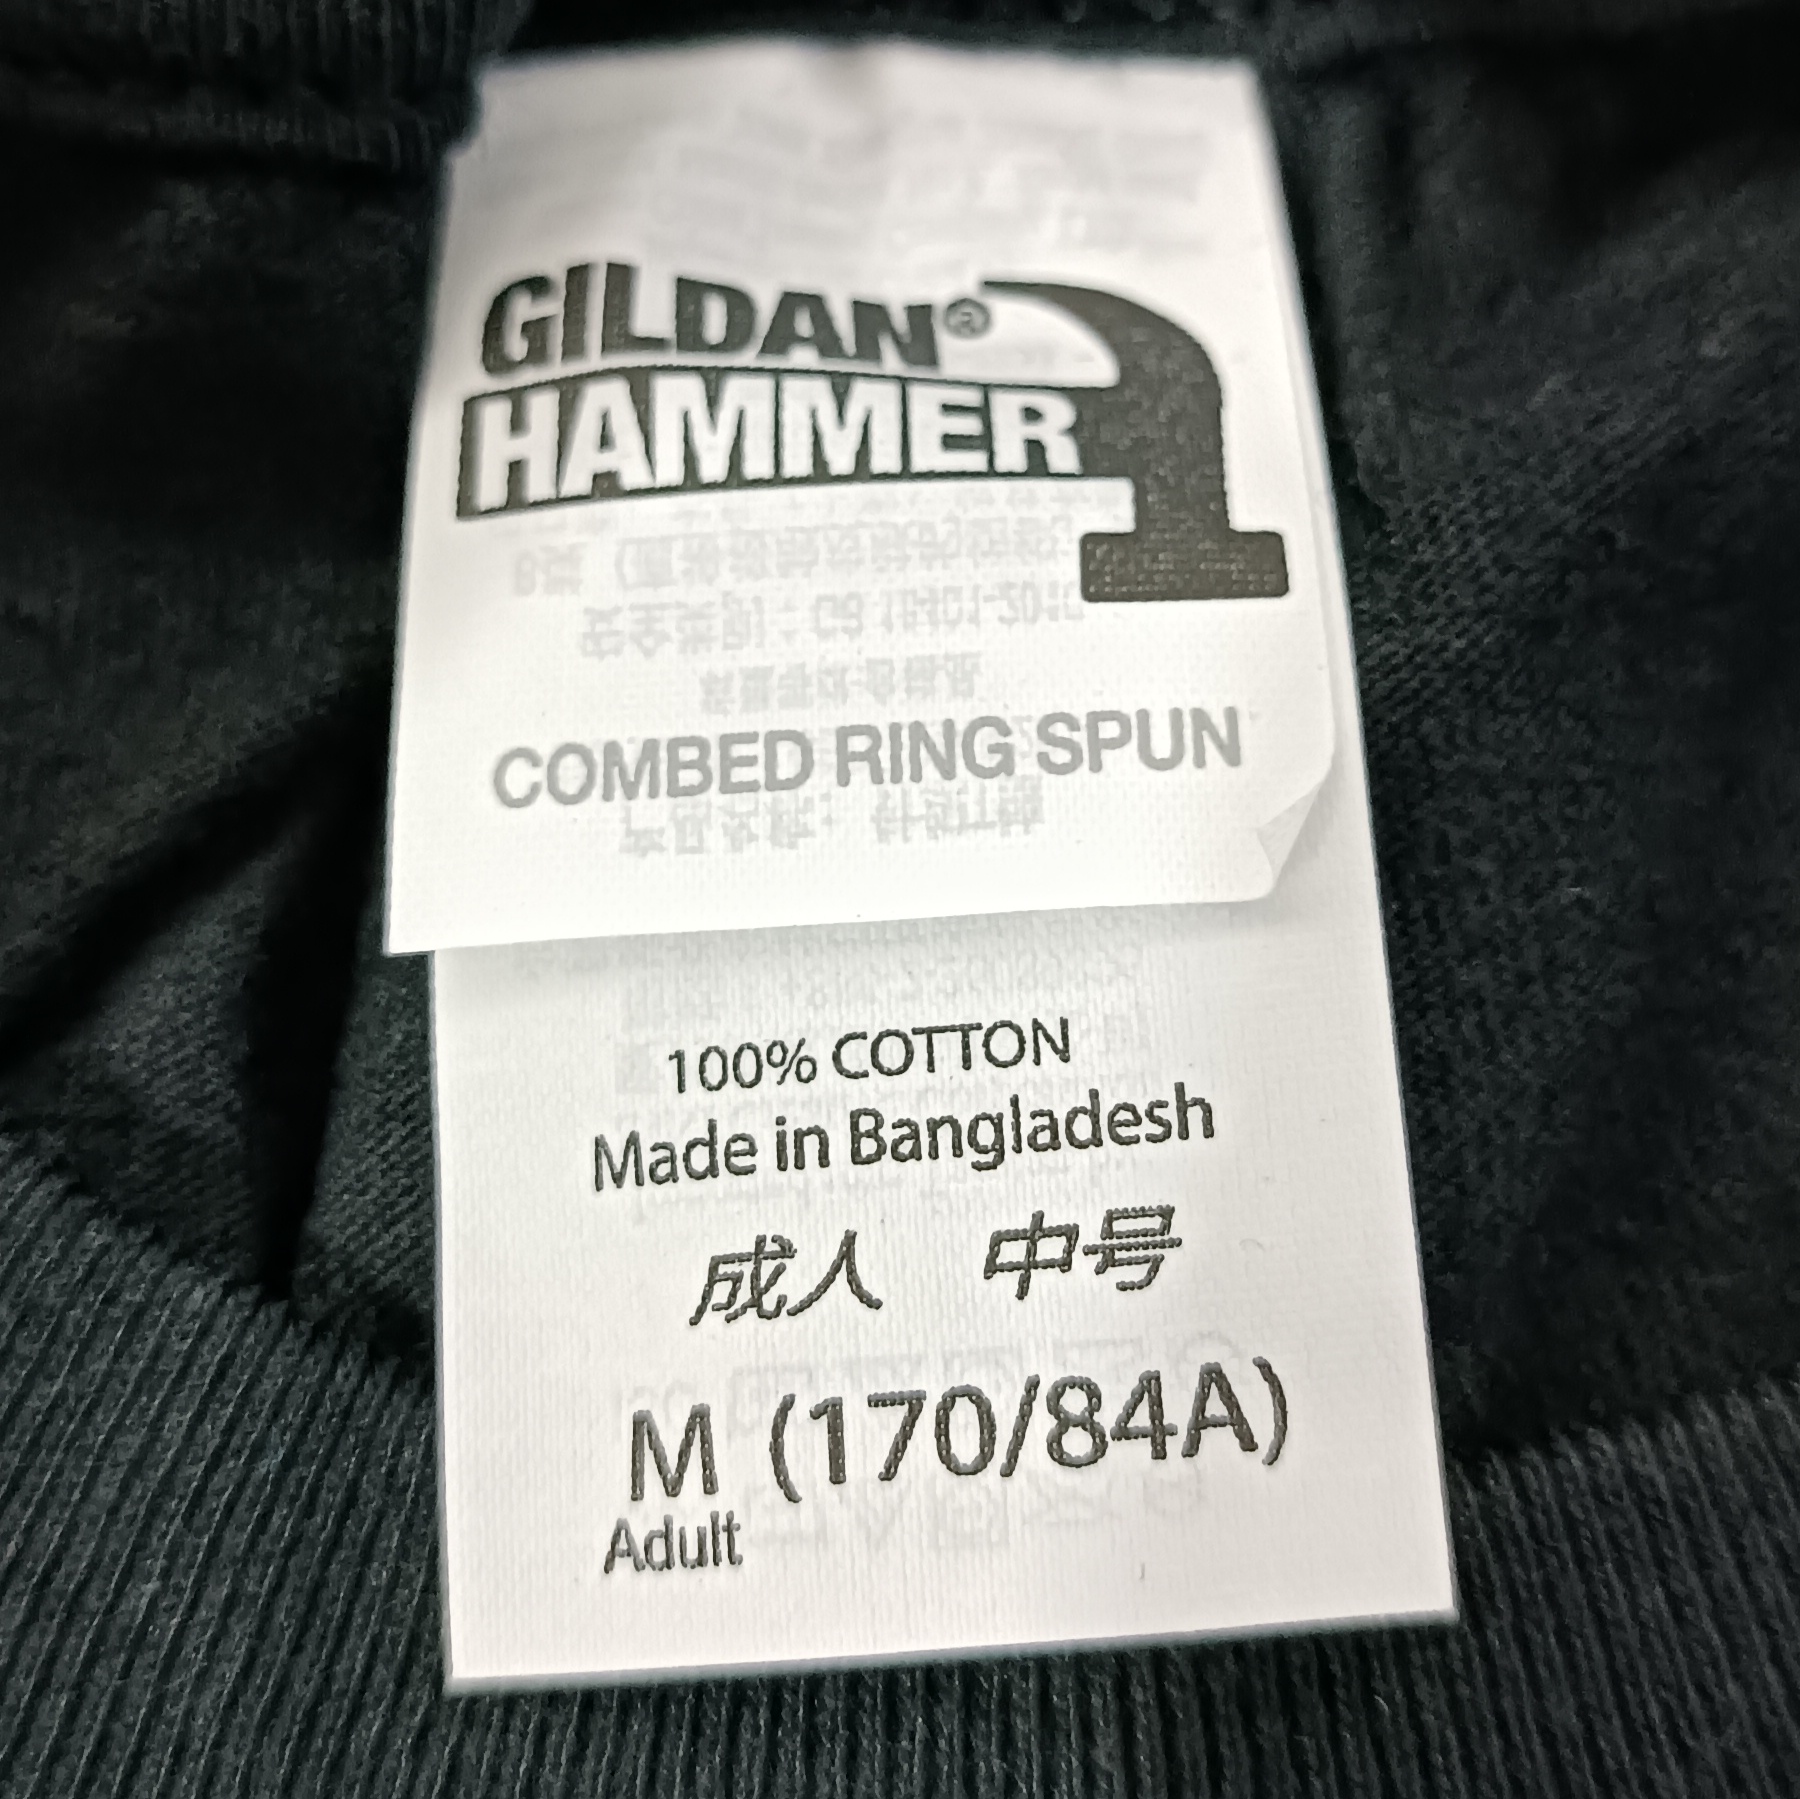 GILDAN®
HAMMER
COMBED RING SPUN
100% COTTON
Made in Bangladesh
成人 中号
M (170/84A)
Adult